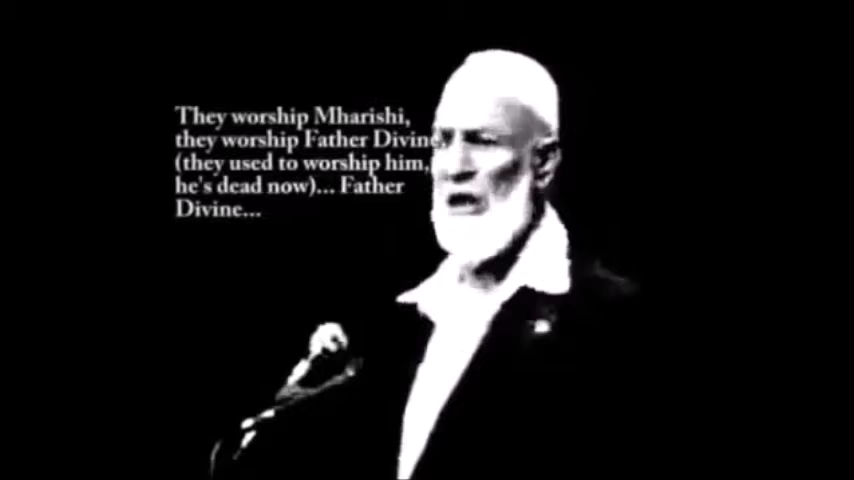 They worship Mharishi,
they worship Father Divine,
(they used to worship him,
he's dead now)... Father
Divine...